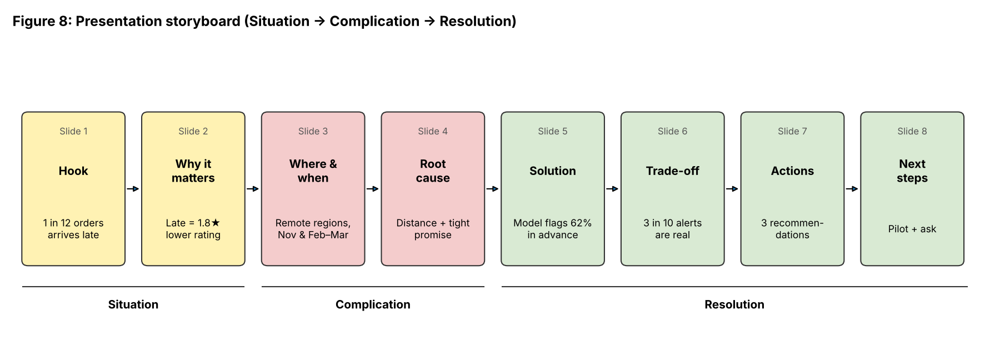 Figure 8: Presentation storyboard (Situation → Complication → Resolution)
Slide 1
Hook
1 in 12 orders
arrives late
Slide 2
Why it
matters
Late = 1.8★
lower rating
Slide 3
Where &
when
Remote regions,
Nov & Feb–Mar
Slide 4
Root
cause
Distance + tight
promise
Slide 5
Solution
Model flags 62%
in advance
Slide 6
Trade-off
3 in 10 alerts
are real
Slide 7
Actions
3 recommen-
dations
Slide 8
Next
steps
Pilot + ask
Situation
Complication
Resolution